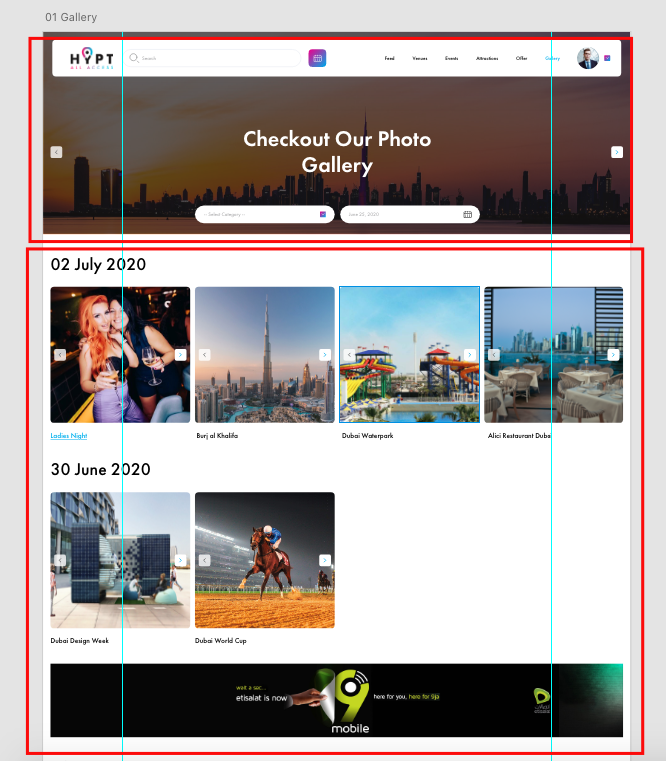 01 Gallery
HYPT
ALL ACCESS
Search
Feed
Venues
Events
Attractions
Offer
Gallery
Checkout Our Photo
Gallery
-- Select Category --
June 22, 2020
02 July 2020
Ladies Night
Burj al Khalifa
Dubai Waterpark
Alici Restaurant Duba
30 June 2020
Dubai Design Week
Dubai World Cup
wait a sec...
etisalat is now
9
mobile
here for you, here for 9ja